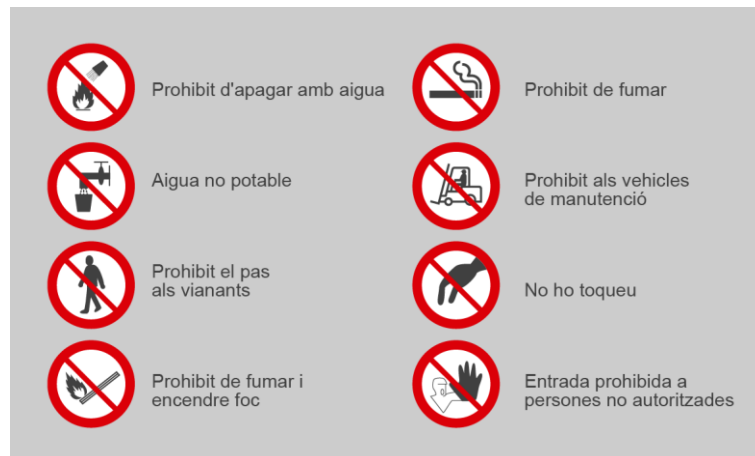 Prohibit d'apagar amb aigua
Prohibit de fumar
Aigua no potable
Prohibit als vehicles
de manutenció
Prohibit el pas
als vianants
No ho toqueu
Prohibit de fumar i
encendre foc
Entrada prohibida a
persones no autoritzades